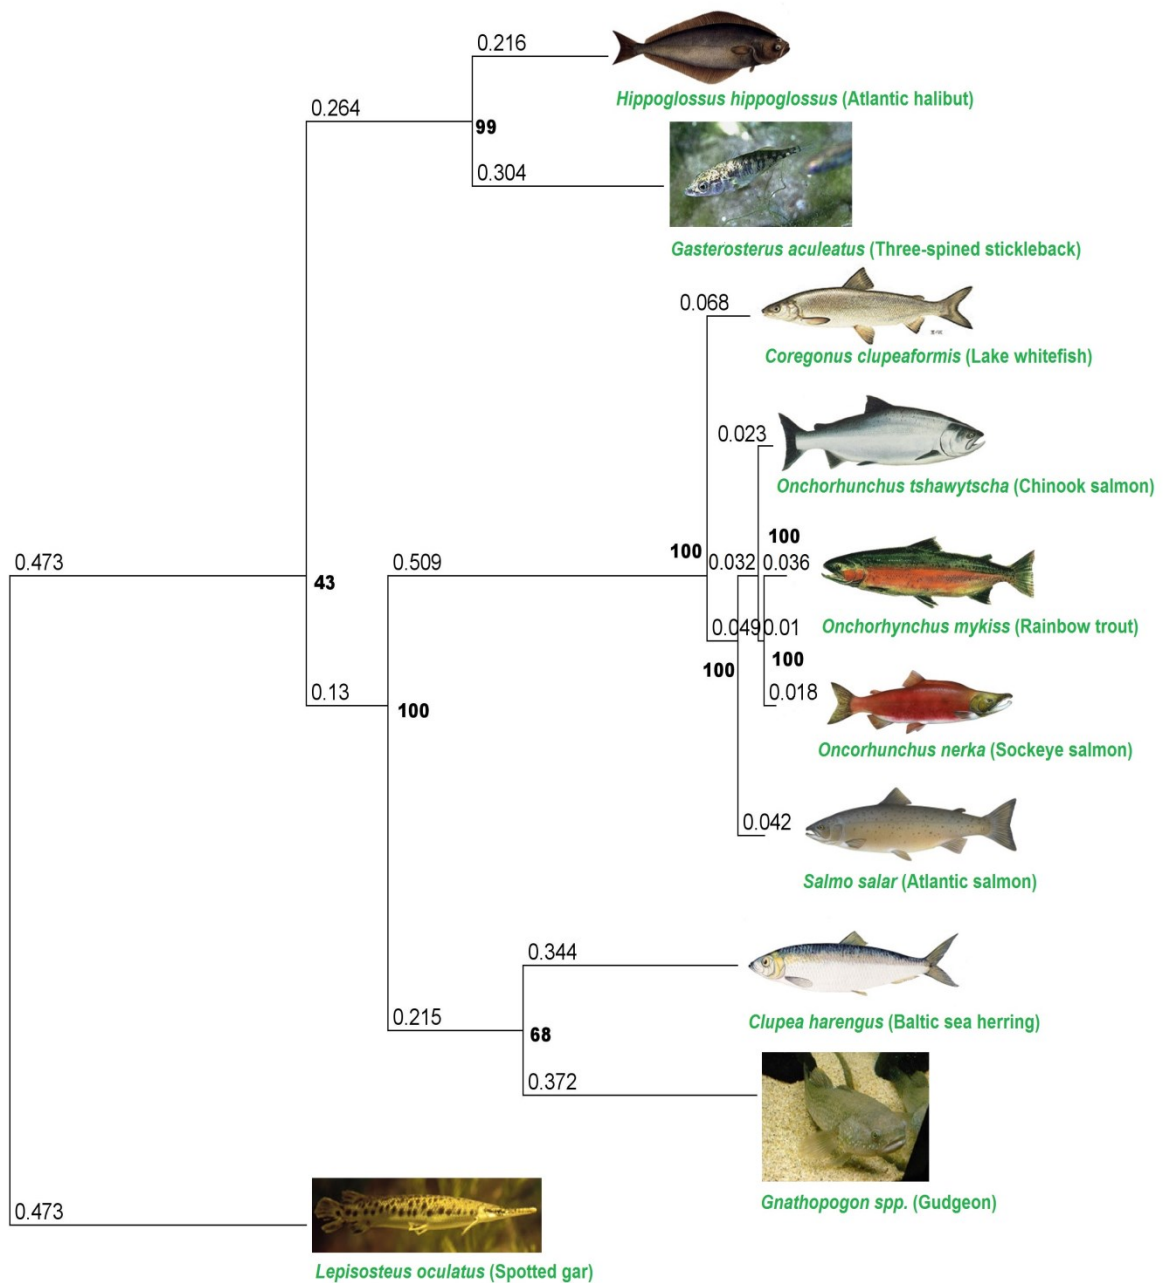 0.216
Hippoglossus hippoglossus (Atlantic halibut)
0.264
99
0.304
Gasterosterus aculeatus (Three-spined stickleback)
0.068
Coregonus clupeaformis (Lake whitefish)
0.023
Onchorhunchus tshawytscha (Chinook salmon)
100
0.473
0.509
100
0.032
0.036
43
Onchorhynchus mykiss (Rainbow trout)
0.049
0.01
100
100
0.13
0.018
100
Oncorhunchus nerka (Sockeye salmon)
0.042
Salmo salar (Atlantic salmon)
0.344
Clupea harengus (Baltic sea herring)
0.215
68
0.372
Gnathopogon spp. (Gudgeon)
0.473
Lepisosteus oculatus (Spotted gar)